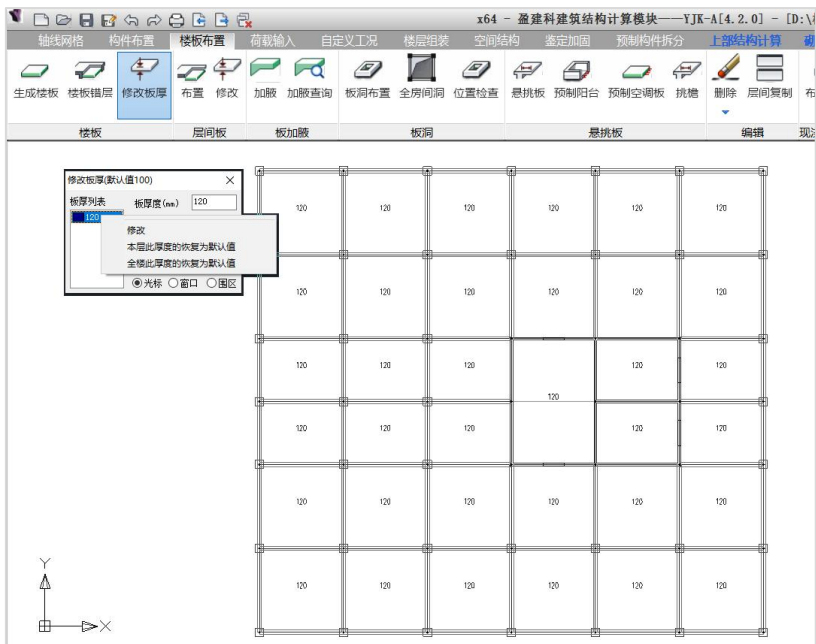 x64 - 盈建科建筑结构计算模块——YJK-A[4.2.0] - [D:\
轴线网格 构件布置 楼板布置 荷载输入 自定义工况 楼层组装 空间结构 鉴定加固 预制构件拆分 上部结构计算
生成楼板 楼板错层 修改板厚 布置 修改 加腋 加腋查询 板洞布置 全房间洞 位置检查 悬挑板 预制阳台 预制空调板 挑檐 删除 层间复制
楼板 层间板 板加腋 板洞 悬挑板 编辑
修改板厚(默认值100)
板厚列表 板厚度(mm) 120
120
修改
本层此厚度的恢复为默认值
全楼此厚度的恢复为默认值
光标 窗口 围区
120 120 120 120 120 120
120 120 120 120 120 120
120 120 120 120 120
120
120 120 120 120 120
120 120 120 120 120 120
120 120 120 120 120 120
Y
X